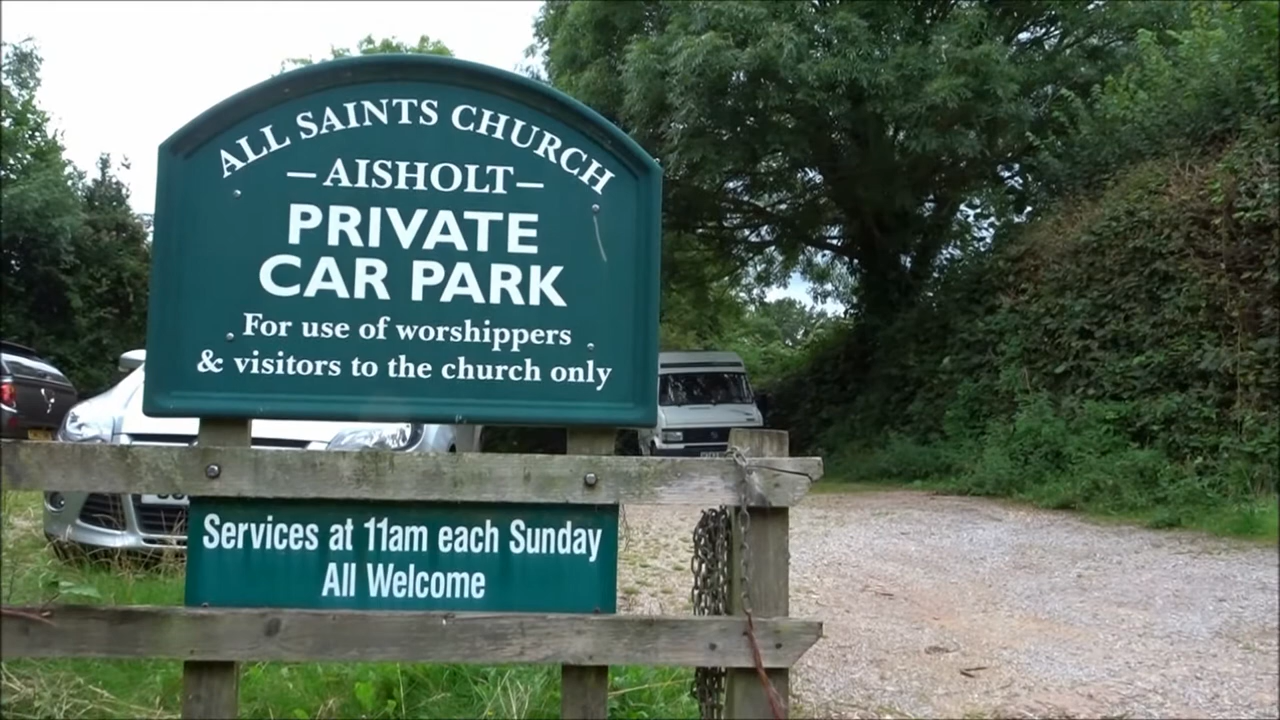 ALL SAINTS CHURCH
— AISHOLT —
PRIVATE
CAR PARK
For use of worshippers
& visitors to the church only
Services at 11am each Sunday
All Welcome